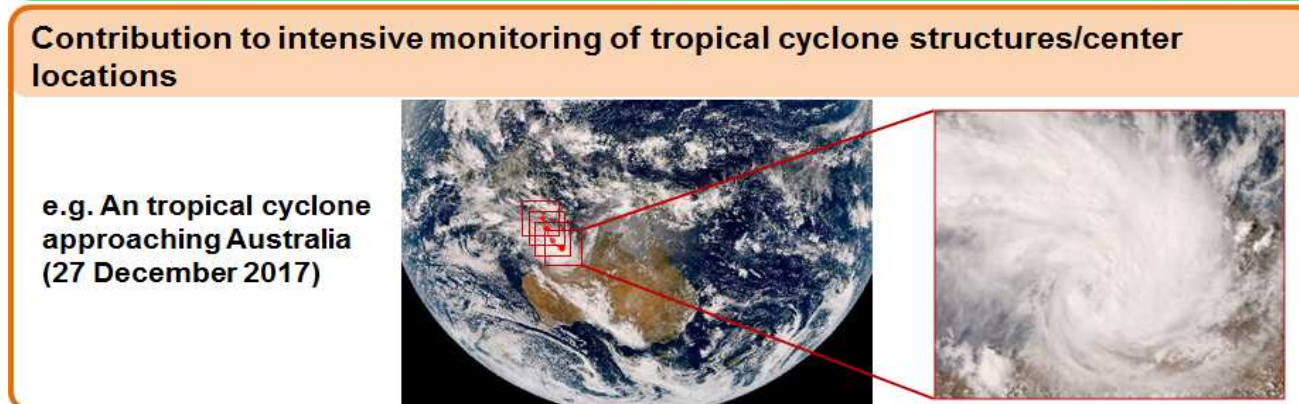 Contribution to intensive monitoring of tropical cyclone structures/center
locations
e.g. An tropical cyclone
approaching Australia
(27 December 2017)